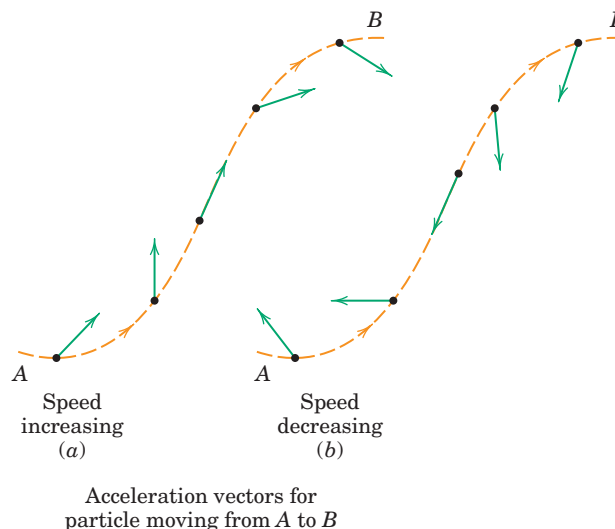 B
A
Speed
increasing
(a)
A
Speed
decreasing
(b)
Acceleration vectors for
particle moving from A to B